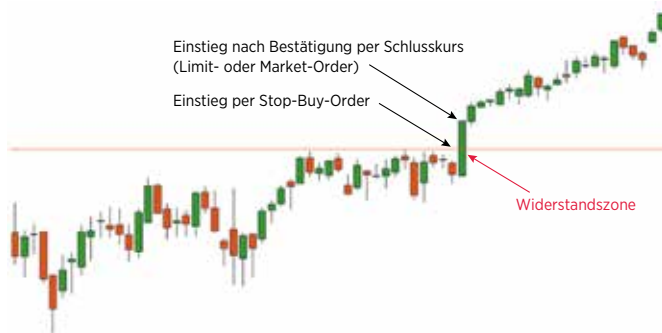 Einstieg nach Bestätigung per Schlusskurs
(Limit- oder Market-Order)
Einstieg per Stop-Buy-Order
Widerstandszone